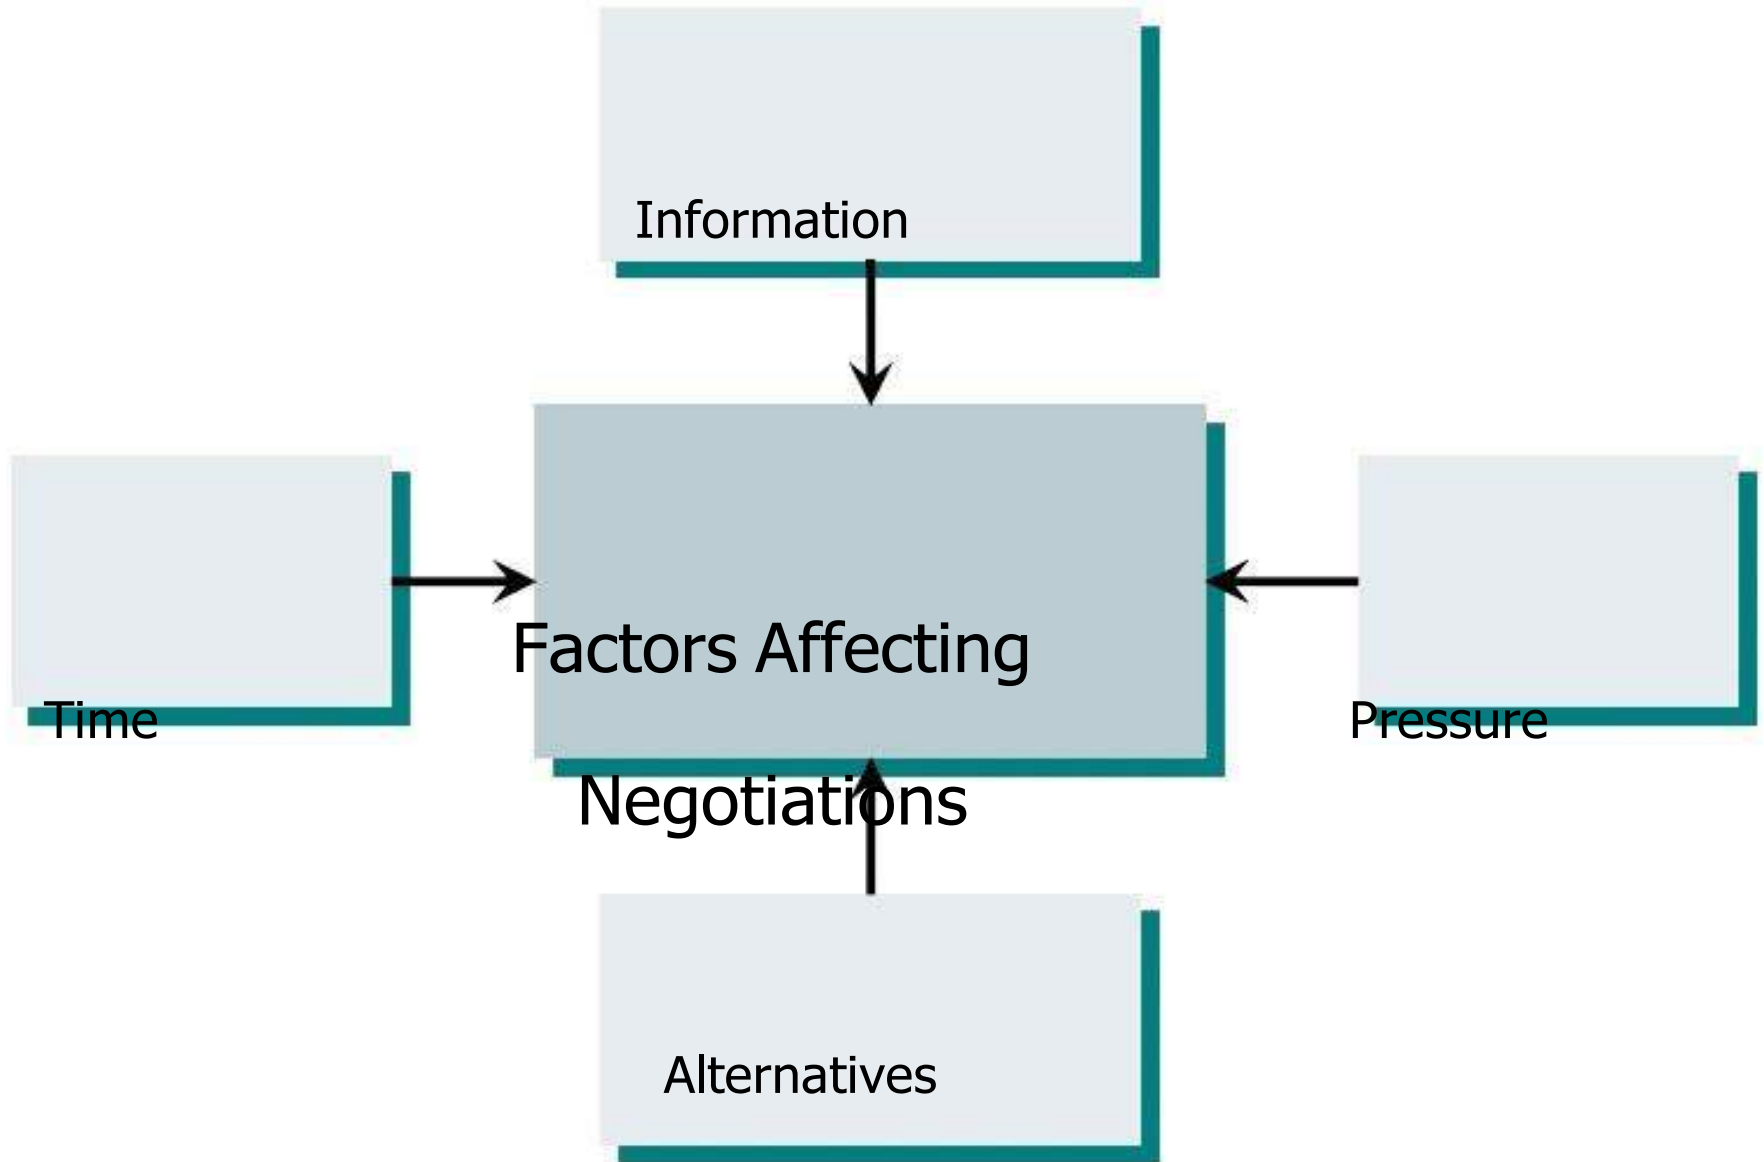 Information
Factors Affecting
Time
Pressure
Negotiations
Alternatives